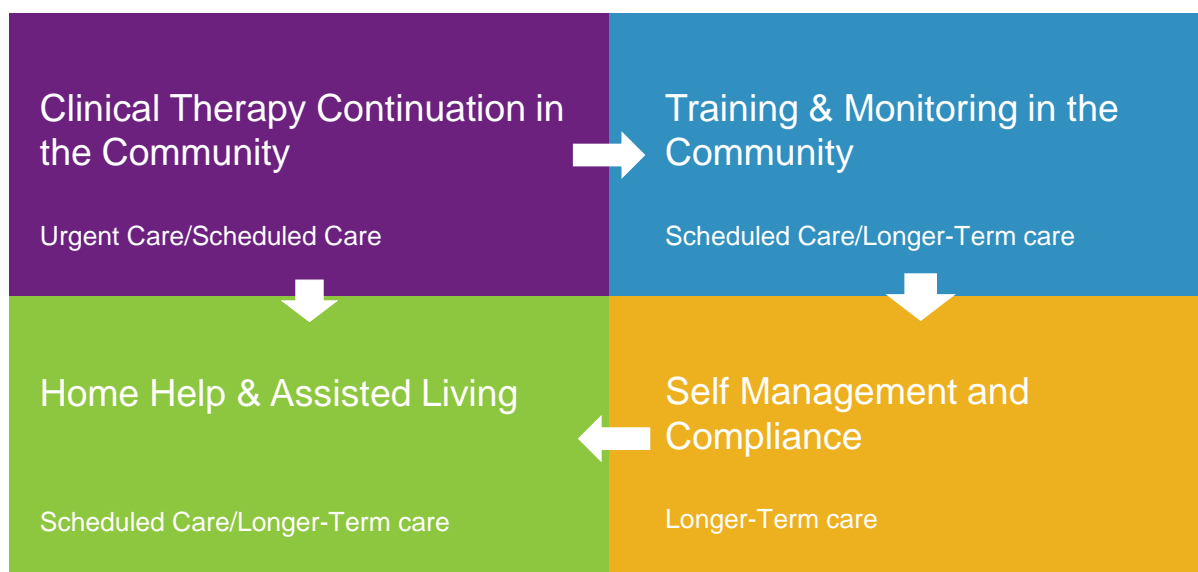 Clinical Therapy Continuation in
the Community
Urgent Care/Scheduled Care
Training & Monitoring in the
Community
Scheduled Care/Longer-Term care
Home Help & Assisted Living
Scheduled Care/Longer-Term care
Self Management and
Compliance
Longer-Term care